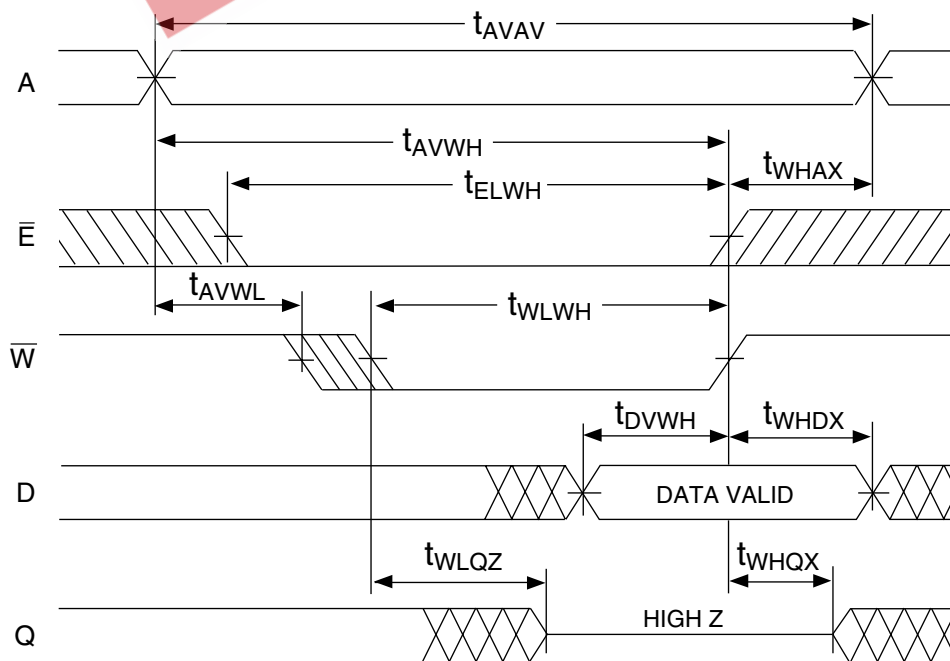 tAVAV
A
tAVWH
tWHAX
tELWH
E̅
tAVWL
tWLWH
W̅
tDVWH
tWHDX
D
DATA VALID
tWLQZ
tWHQX
HIGH Z
Q